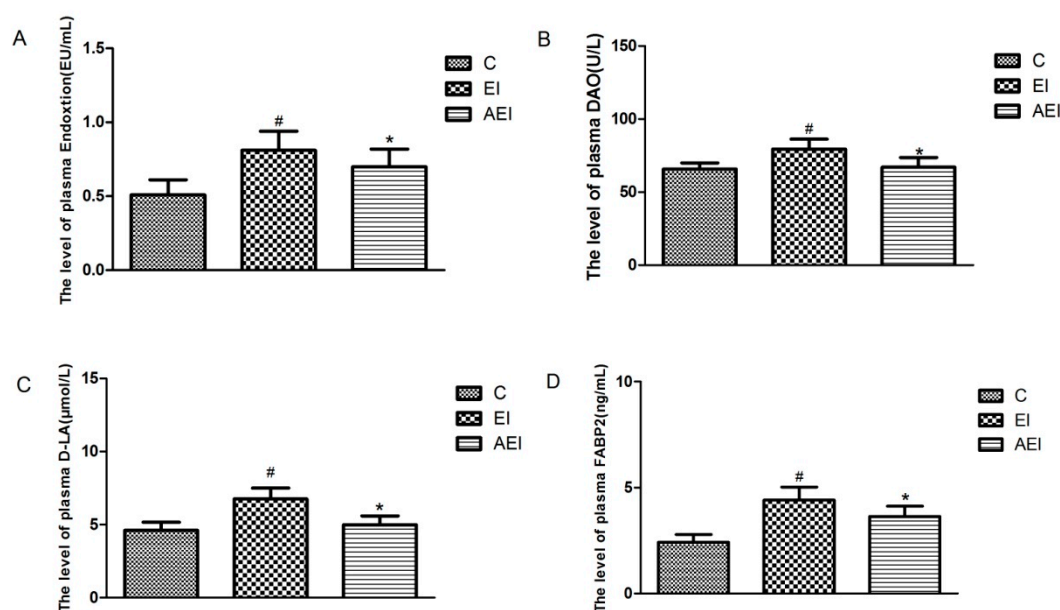 A
The level of plasma Endoxtion(EU/mL)
1.5
1.0
0.5
0.0
#
*
C
EI
AEI
B
The level of plasma DAO(U/L)
150
100
50
0
#
*
C
EI
AEI
C
The level of plasma D-LA(μmol/L)
15
10
5
0
#
*
C
EI
AEI
D
The level of plasma FABP2(ng/mL)
10
5
0
#
*
C
EI
AEI